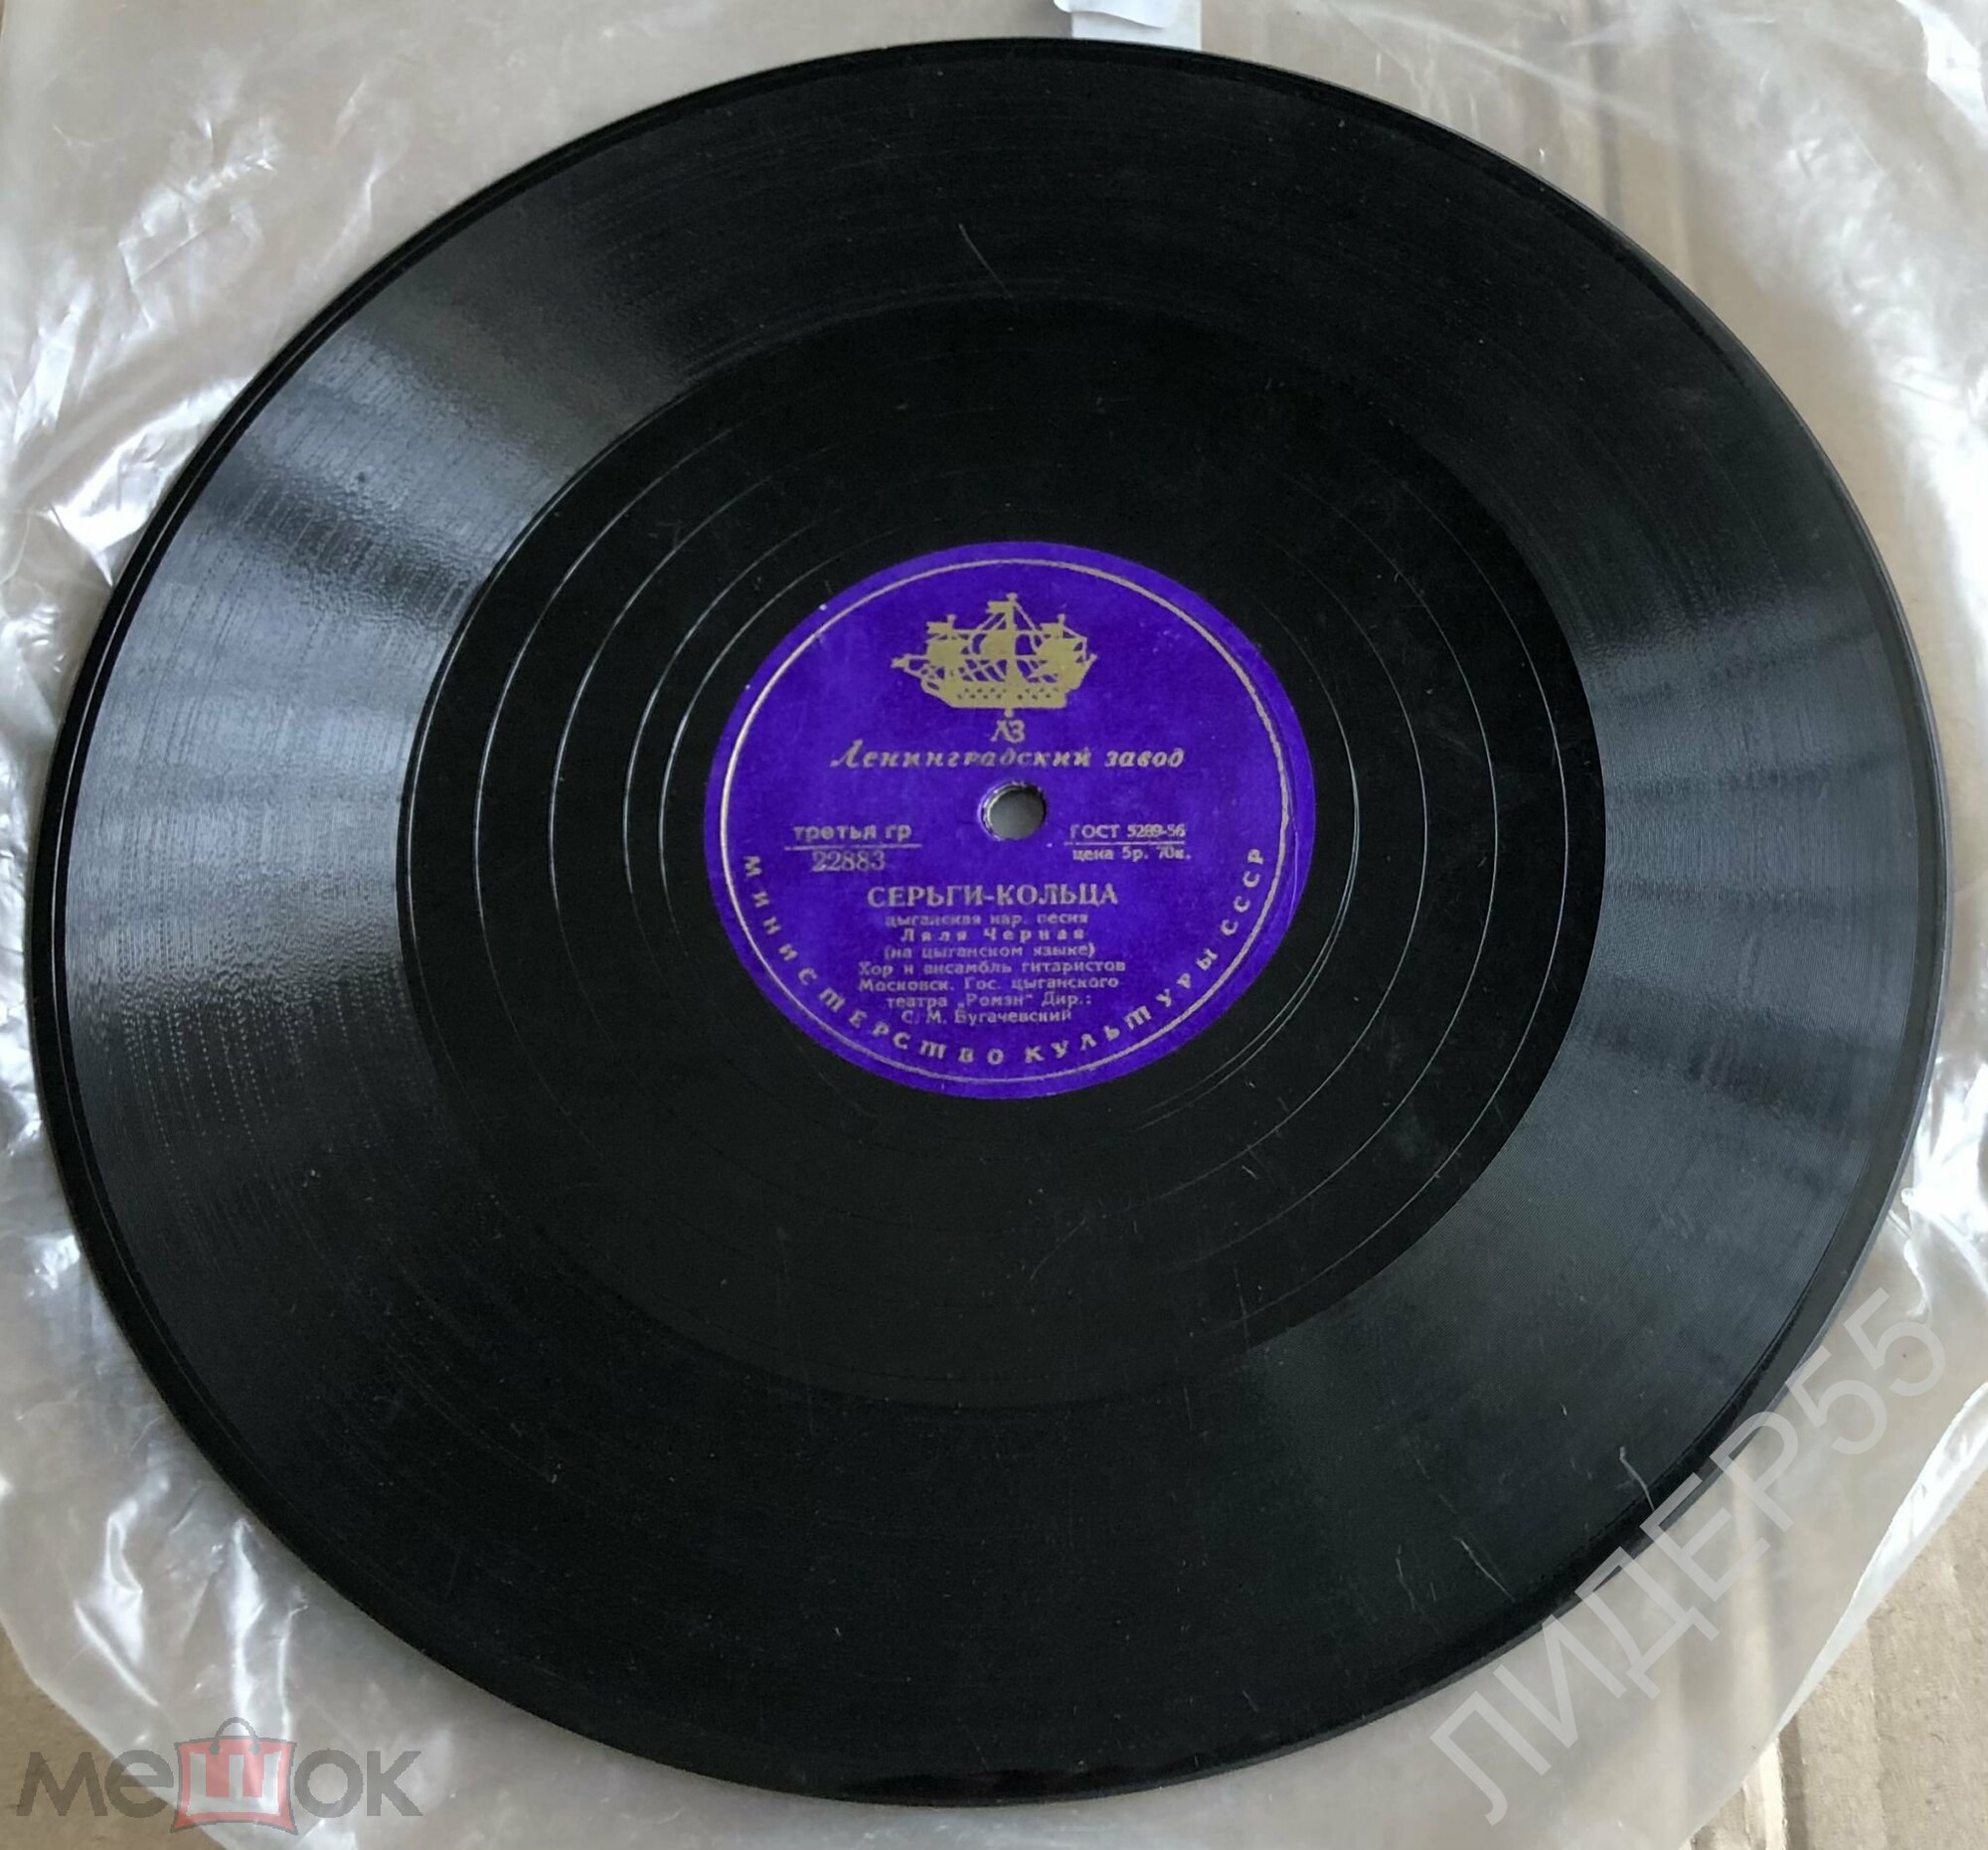 ЛЗ
Ленинградский завод
третья гр
22883
ГОСТ 5289-56
цена 5р. 70к.
СЕРЬГИ-КОЛЬЦА
цыганская нар. песня
Ляля Черная
(на цыганском языке)
Хор и ансамбль гитаристов
Московск. Гос. цыганского
театра „Ромэн" Дир.:
С. М. Бугачевский
МИНИСТЕРСТВО КУЛЬТУРЫ СССР
ЛИДЕР55
мешок